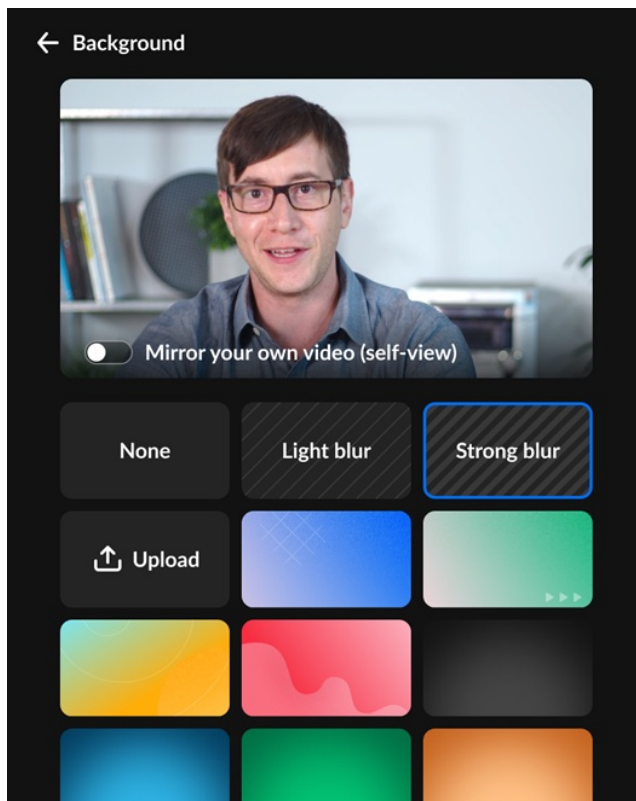 Background
Mirror your own video (self-view)
None
Light blur
Strong blur
Upload